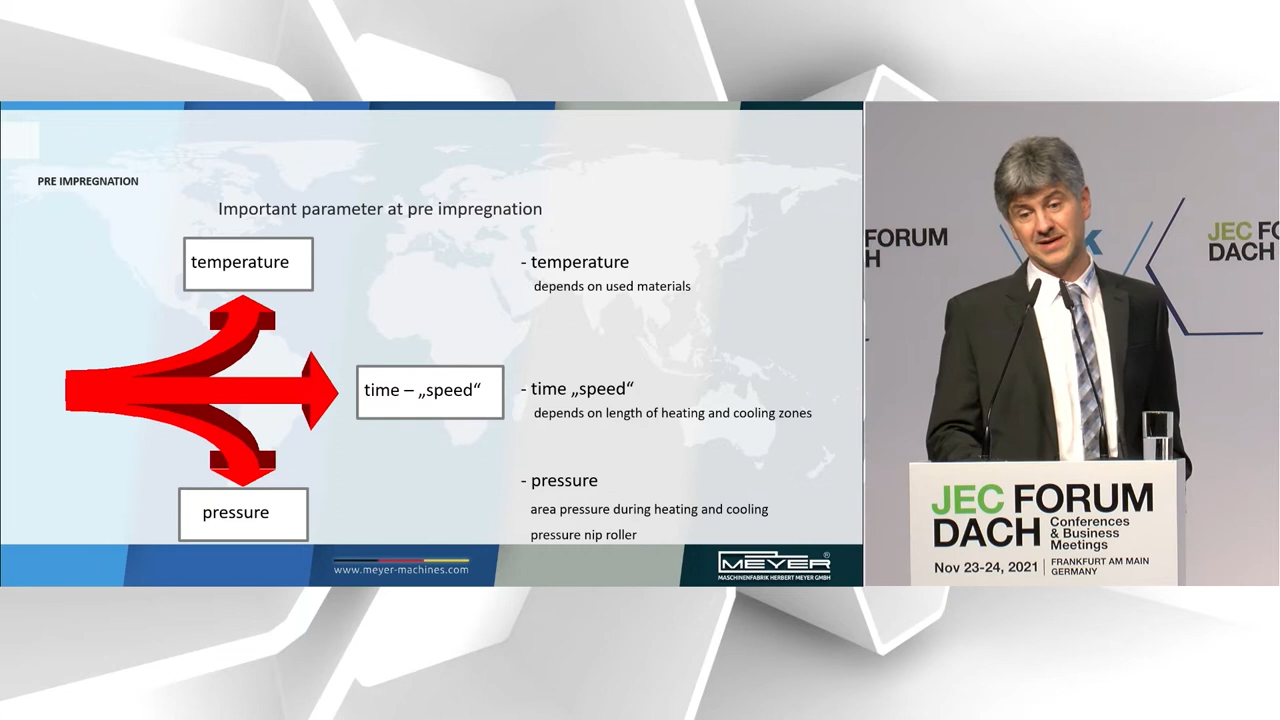 PRE IMPREGNATION
Important parameter at pre impregnation
temperature
time – „speed“
pressure
- temperature
depends on used materials
- time „speed“
depends on length of heating and cooling zones
- pressure
area pressure during heating and cooling
pressure nip roller
www.meyer-machines.com
MEYER®
MASCHINENFABRIK HERBERT MEYER GMBH
FORUM
H
K
JEC FO
DACH
JEC FORUM
DACH Conferences
& Business
Meetings
Nov 23-24, 2021 | FRANKFURT AM MAIN
GERMANY